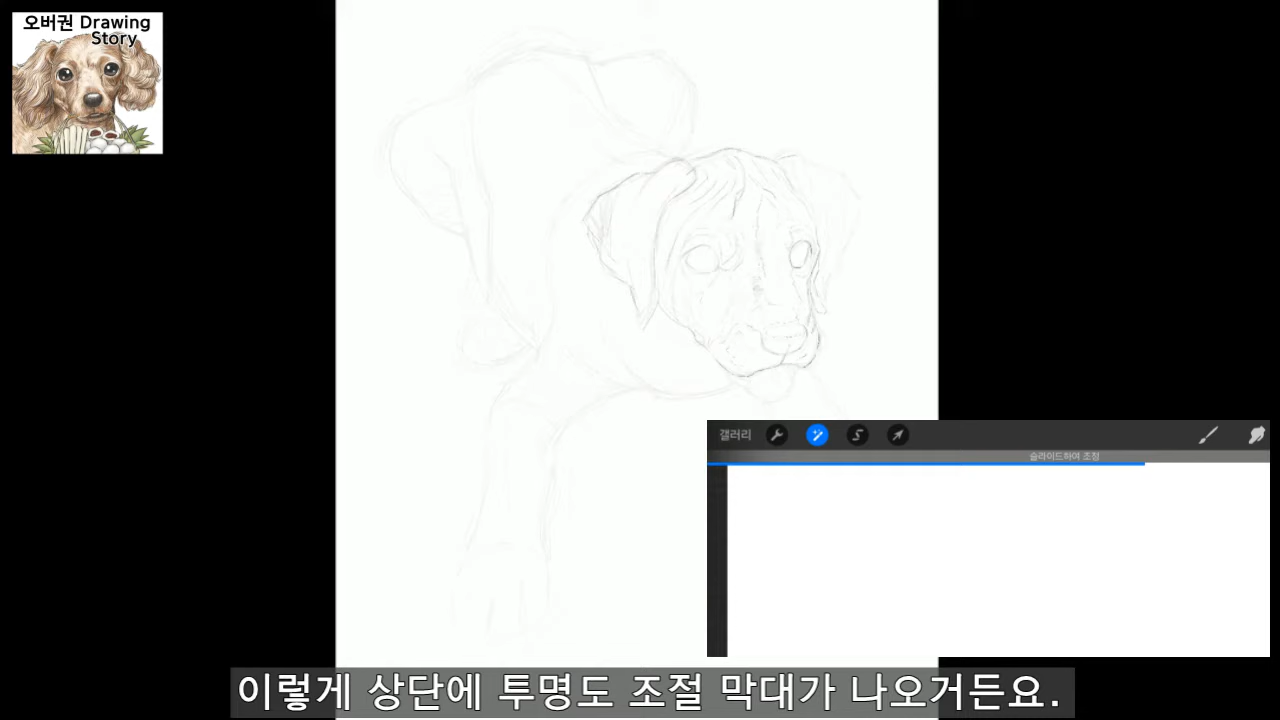 오버권 Drawing
Story
갤러리
슬라이드하여 조정
이렇게 상단에 투명도 조절 막대가 나오거든요.